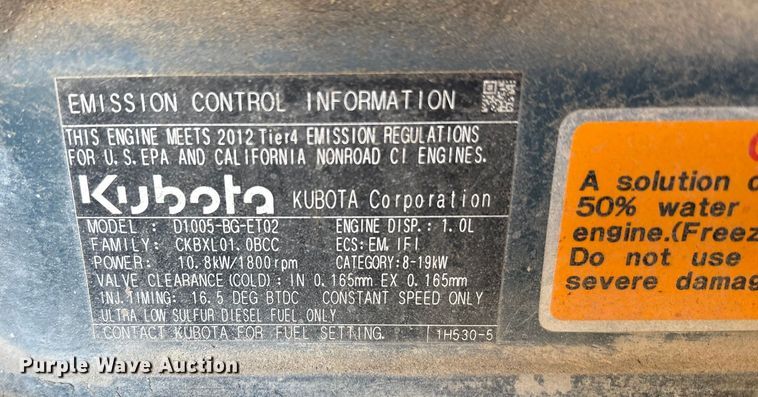 EMISSION CONTROL INFORMATION
THIS ENGINE MEETS 2012 Tier4 EMISSION REGULATIONS
FOR U.S. EPA AND CALIFORNIA NONROAD CI ENGINES.
Kubota KUBOTA Corporation
MODEL : D1005-BG-ET02 ENGINE DISP.: 1.0L
FAMILY: CKBXL01.0BCC ECS: EM, IFI
POWER: 10.8kW/1800rpm CATEGORY:8-19kW
VALVE CLEARANCE (COLD): IN 0.165mm EX 0.165mm
INJ.TIMING: 16.5 DEG BTDC CONSTANT SPEED ONLY
ULTRA LOW SULFUR DIESEL FUEL ONLY
CONTACT KUBOTA FOR FUEL SETTING. 1H530-5
A solution
50% water
engine.(Freez
Do not use
severe damag
Purple Wave Auction